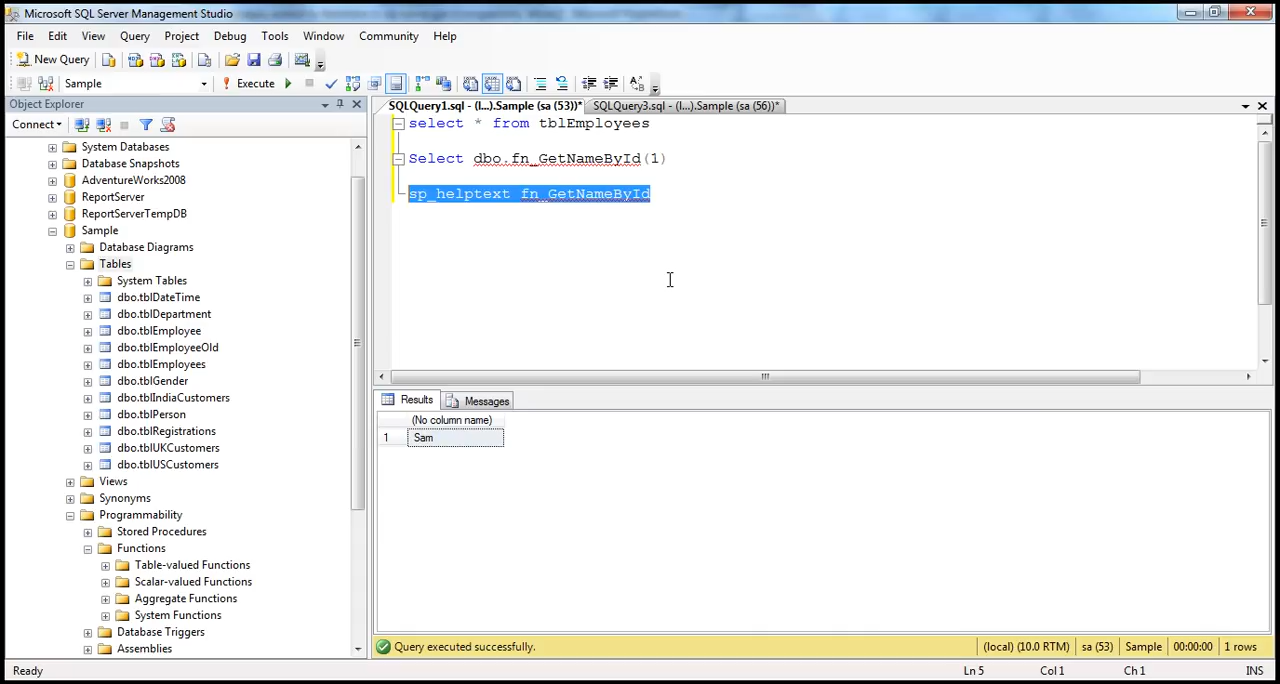 Microsoft SQL Server Management Studio
File Edit View Query Project Debug Tools Window Community Help
New Query
Sample Execute
Object Explorer
SQLQuery1.sql - (l...).Sample (sa (53))* SQLQuery3.sql - (l...).Sample (sa (56))*
Connect
System Databases
Database Snapshots
AdventureWorks2008
ReportServer
ReportServerTempDB
Sample
Database Diagrams
Tables
System Tables
dbo.tblDateTime
dbo.tblDepartment
dbo.tblEmployee
dbo.tblEmployeeOld
dbo.tblEmployees
dbo.tblGender
dbo.tblIndiaCustomers
dbo.tblPerson
dbo.tblRegistrations
dbo.tblUKCustomers
dbo.tblUSCustomers
Views
Synonyms
Programmability
Stored Procedures
Functions
Table-valued Functions
Scalar-valued Functions
Aggregate Functions
System Functions
Database Triggers
Assemblies
select * from tblEmployees
Select dbo.fn_GetNameById(1)
sp_helptext fn_GetNameById
Results Messages
(No column name)
1 Sam
Query executed successfully. (local) (10.0 RTM) sa (53) Sample 00:00:00 1 rows
Ready Ln 5 Col 1 Ch 1 INS